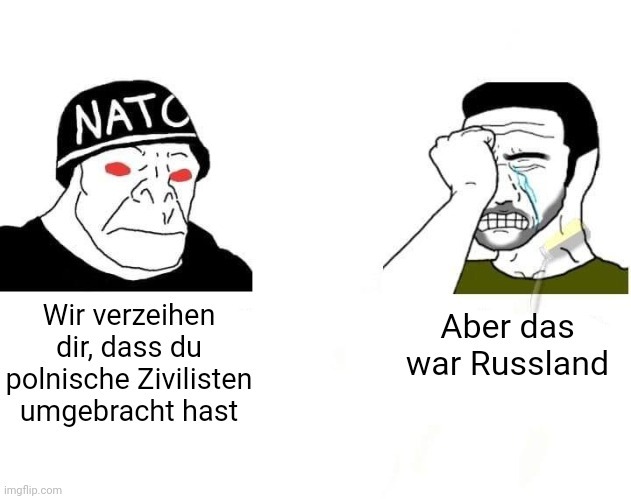 NATO
Wir verzeihen
dir, dass du
polnische Zivilisten
umgebracht hast
Aber das
war Russland
imgflip.com